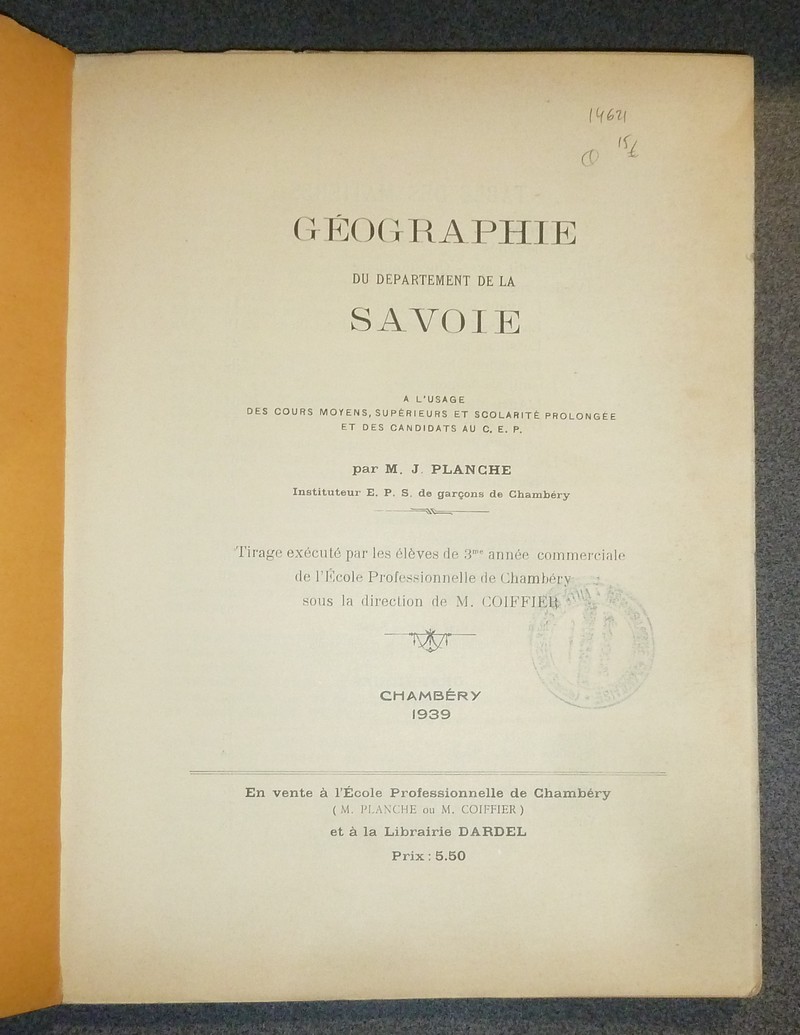 14621
15£
GÉOGRAPHIE
DU DEPARTEMENT DE LA
SAVOIE
A L'USAGE
DES COURS MOYENS, SUPÉRIEURS ET SCOLARITÉ PROLONGÉE
ET DES CANDIDATS AU C. E. P.
par M. J. PLANCHE
Instituteur E. P. S. de garçons de Chambéry
Tirage exécuté par les élèves de 3me année commerciale
de l'École Professionnelle de Chambéry
sous la direction de M. COIFFIER
CHAMBÉRY
1939
En vente à l'École Professionnelle de Chambéry
( M. PLANCHE ou M. COIFFIER )
et à la Librairie DARDEL
Prix : 5.50